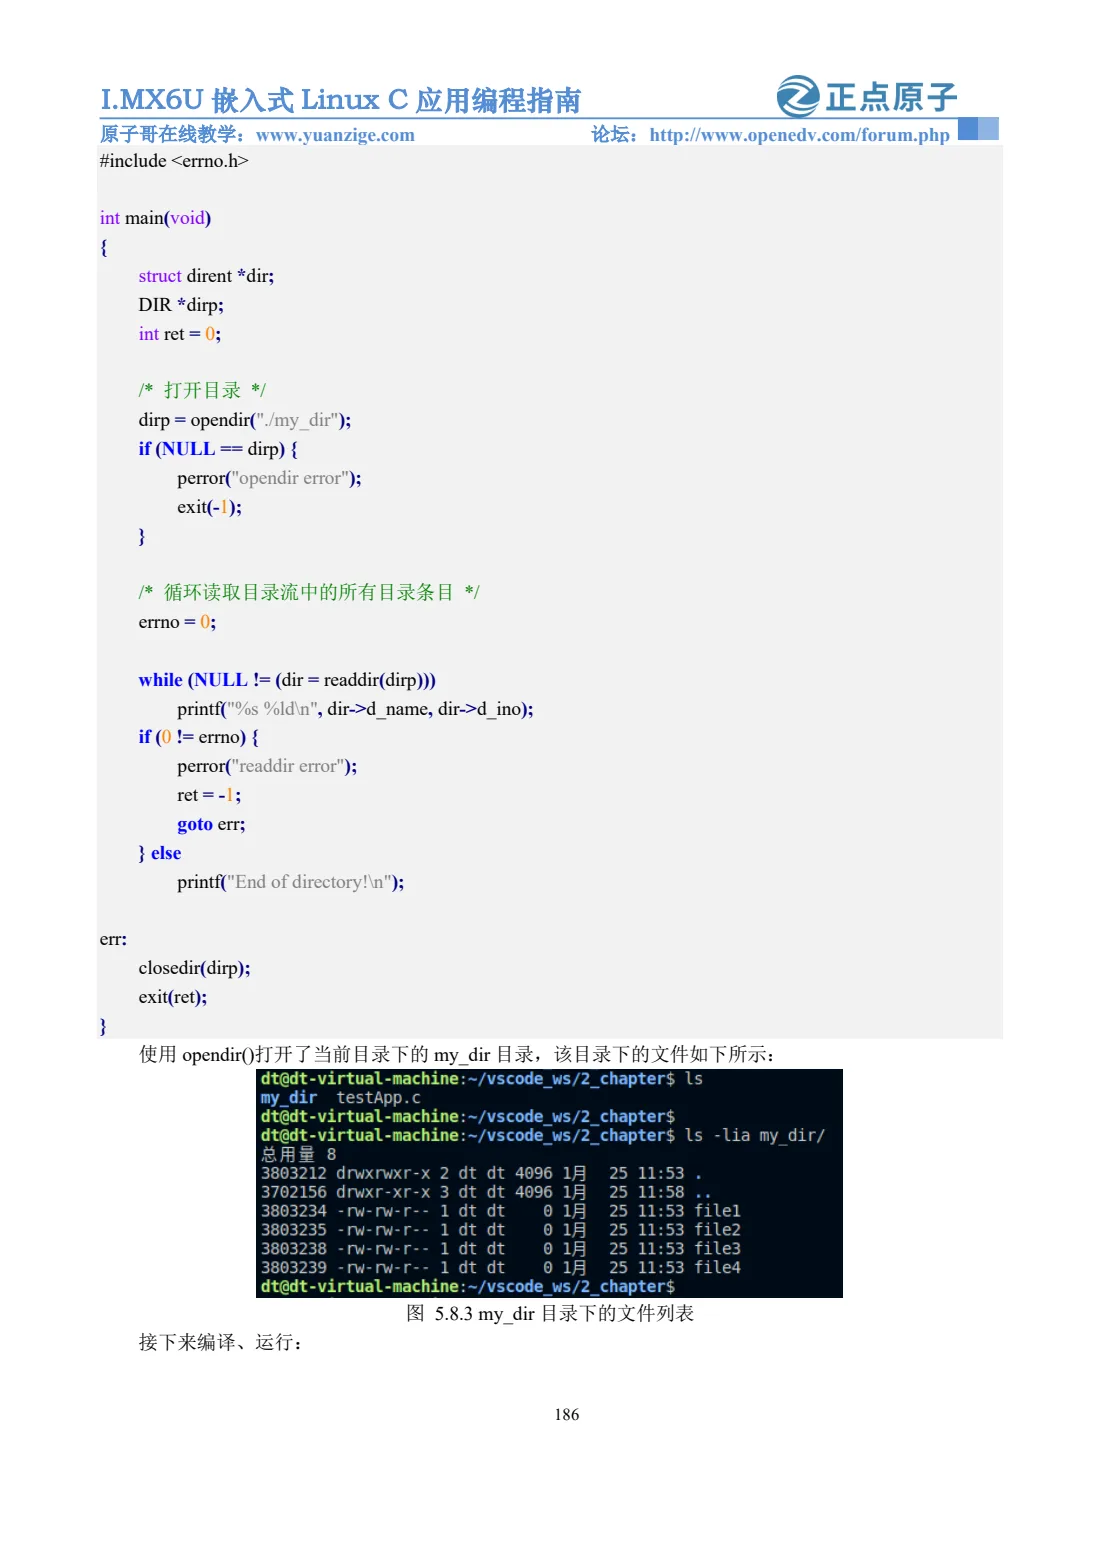 I.MX6U 嵌入式 Linux C 应用编程指南
正点原子
原子哥在线教学：www.yuanzige.com 论坛：http://www.openedv.com/forum.php
#include <errno.h>
int main(void)
{
struct dirent *dir;
DIR *dirp;
int ret = 0;
/* 打开目录 */
dirp = opendir("./my_dir");
if (NULL == dirp) {
perror("opendir error");
exit(-1);
}
/* 循环读取目录流中的所有目录条目 */
errno = 0;
while (NULL != (dir = readdir(dirp)))
printf("%s %ld\n", dir->d_name, dir->d_ino);
if (0 != errno) {
perror("readdir error");
ret = -1;
goto err;
} else
printf("End of directory!\n");
err:
closedir(dirp);
exit(ret);
}
使用 opendir()打开了当前目录下的 my_dir 目录，该目录下的文件如下所示：
dt@dt-virtual-machine:~/vscode_ws/2_chapter$ ls
my_dir testApp.c
dt@dt-virtual-machine:~/vscode_ws/2_chapter$
dt@dt-virtual-machine:~/vscode_ws/2_chapter$ ls -lia my_dir/
总用量 8
3803212 drwxrwxr-x 2 dt dt 4096 1月 25 11:53 .
3702156 drwxr-xr-x 3 dt dt 4096 1月 25 11:58 ..
3803234 -rw-rw-r-- 1 dt dt 0 1月 25 11:53 file1
3803235 -rw-rw-r-- 1 dt dt 0 1月 25 11:53 file2
3803238 -rw-rw-r-- 1 dt dt 0 1月 25 11:53 file3
3803239 -rw-rw-r-- 1 dt dt 0 1月 25 11:53 file4
dt@dt-virtual-machine:~/vscode_ws/2_chapter$
图 5.8.3 my_dir 目录下的文件列表
接下来编译、运行：
186